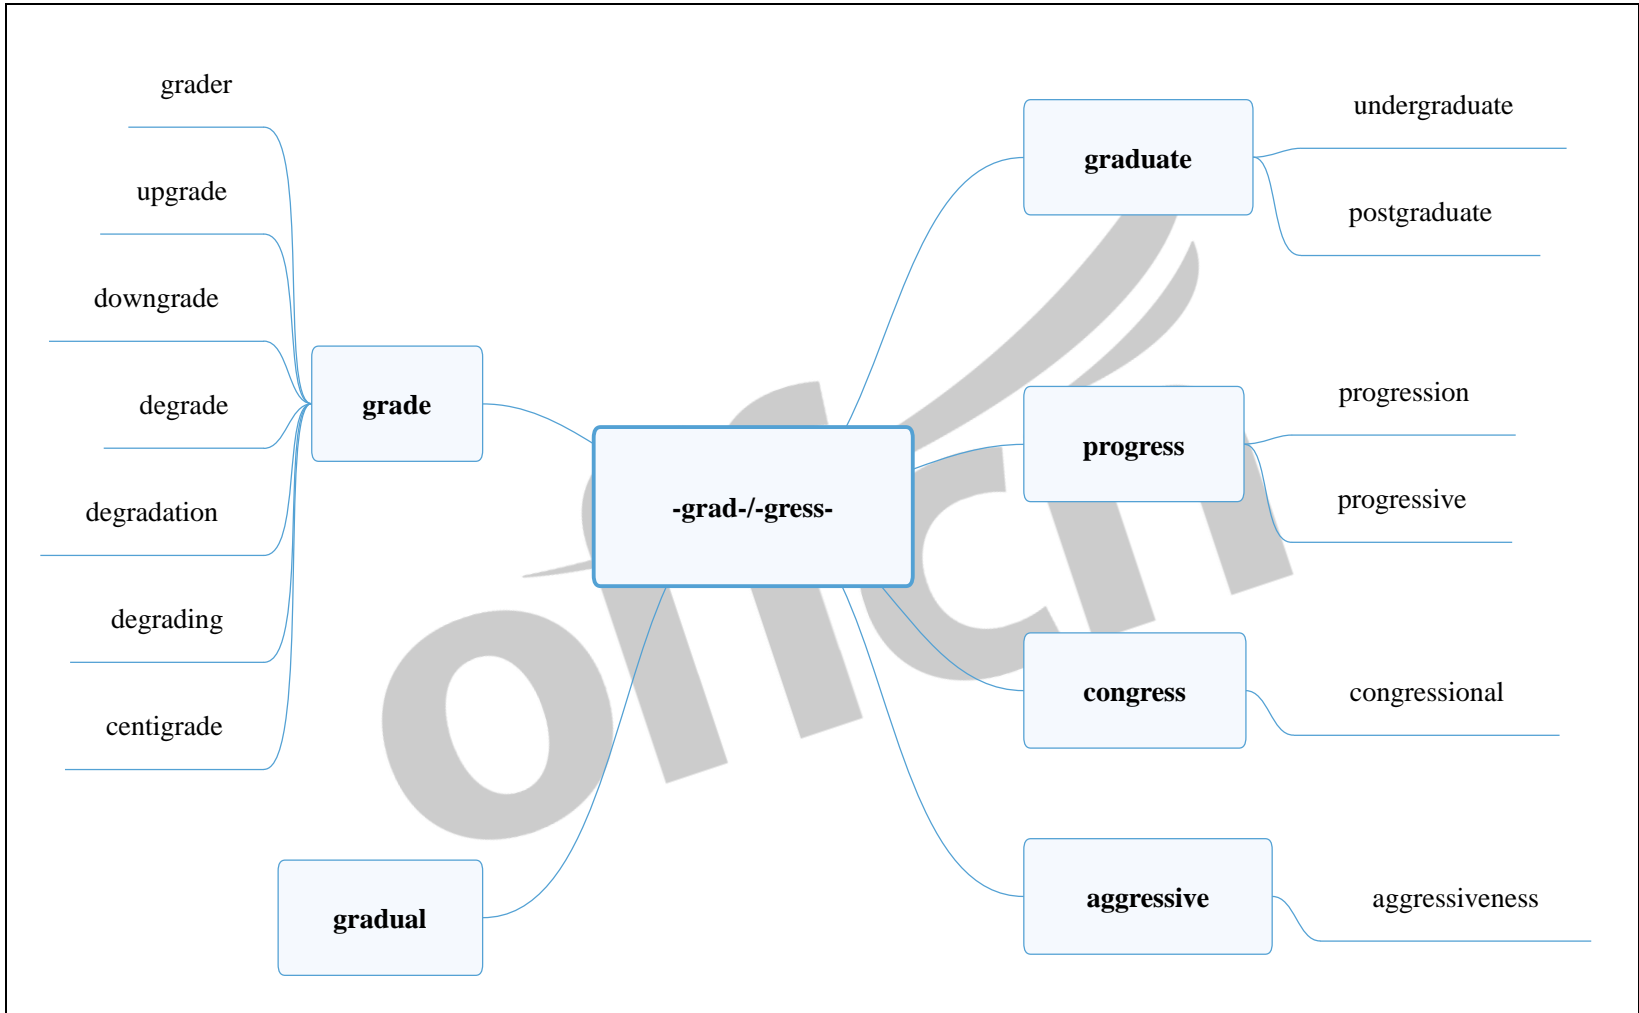 grader
upgrade
downgrade
degrade
degradation
degrading
centigrade
grade
gradual
-grad-/-gress-
graduate
undergraduate
postgraduate
progress
progression
progressive
congress
congressional
aggressive
aggressiveness
offcn